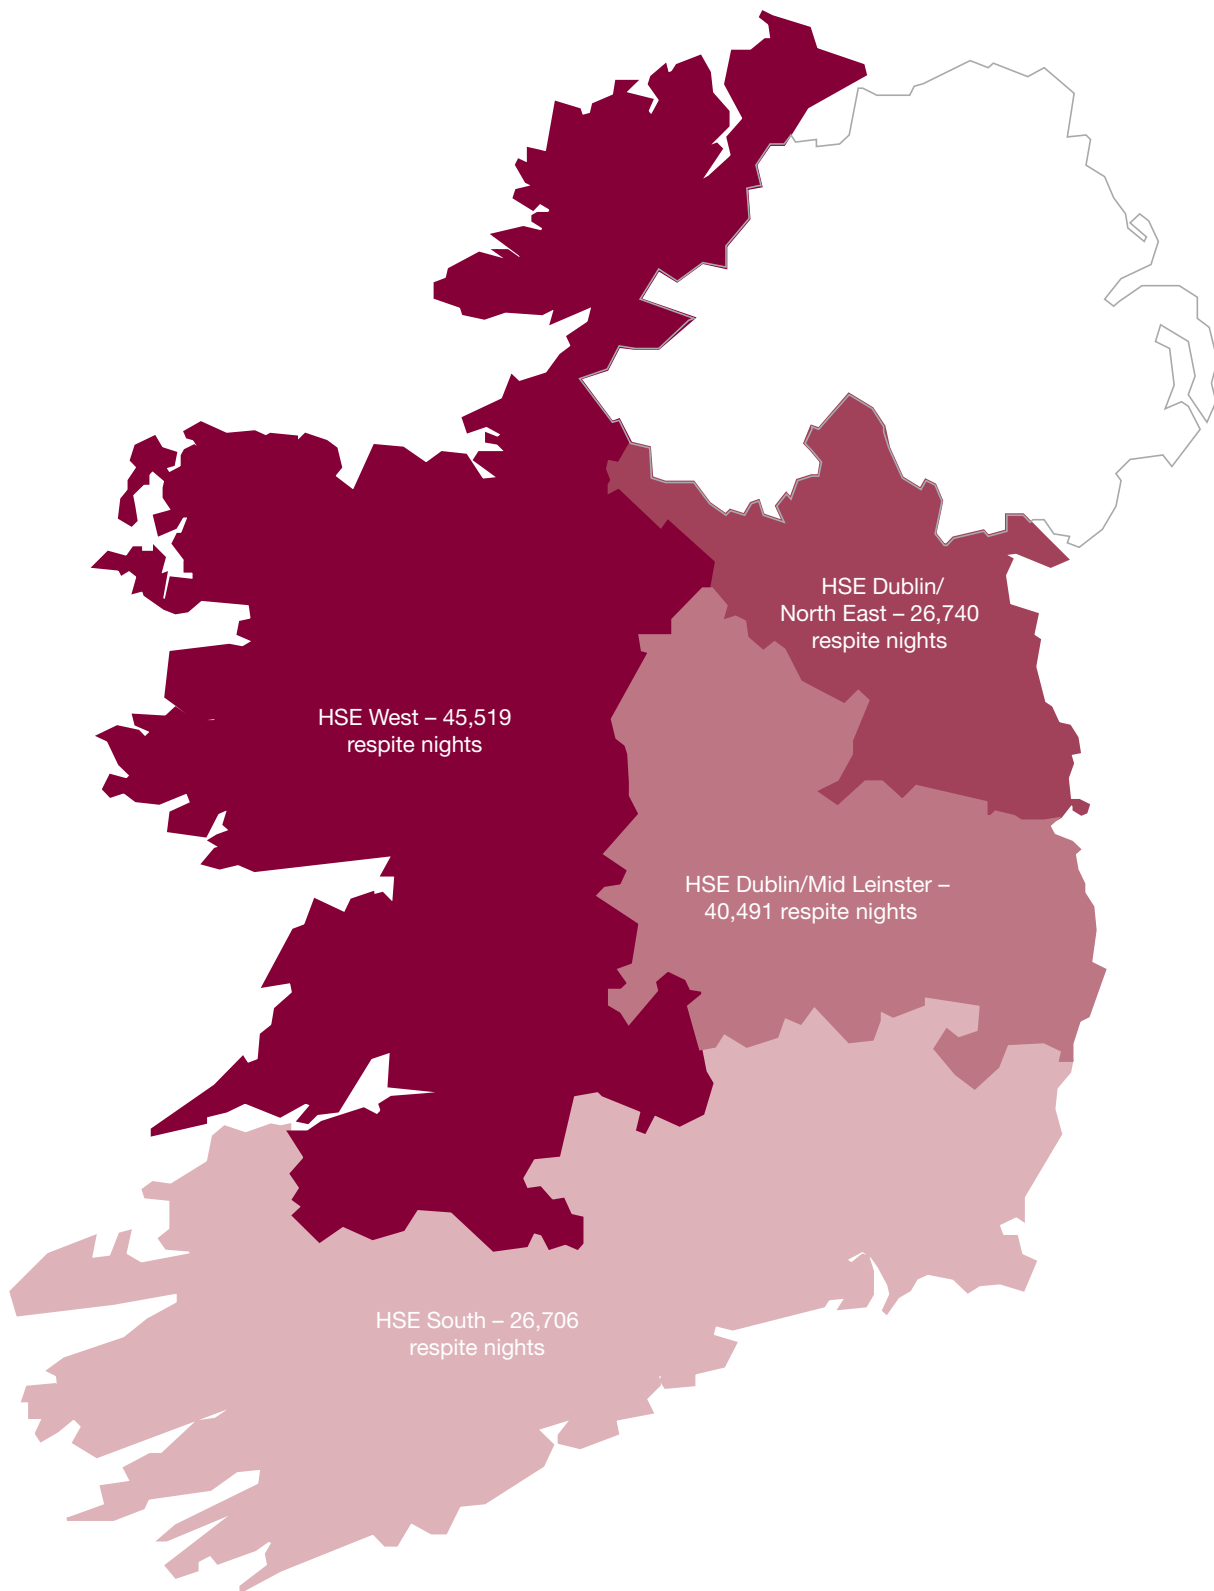 HSE Dublin/
North East – 26,740
respite nights
HSE West – 45,519
respite nights
HSE Dublin/Mid Leinster –
40,491 respite nights
HSE South – 26,706
respite nights